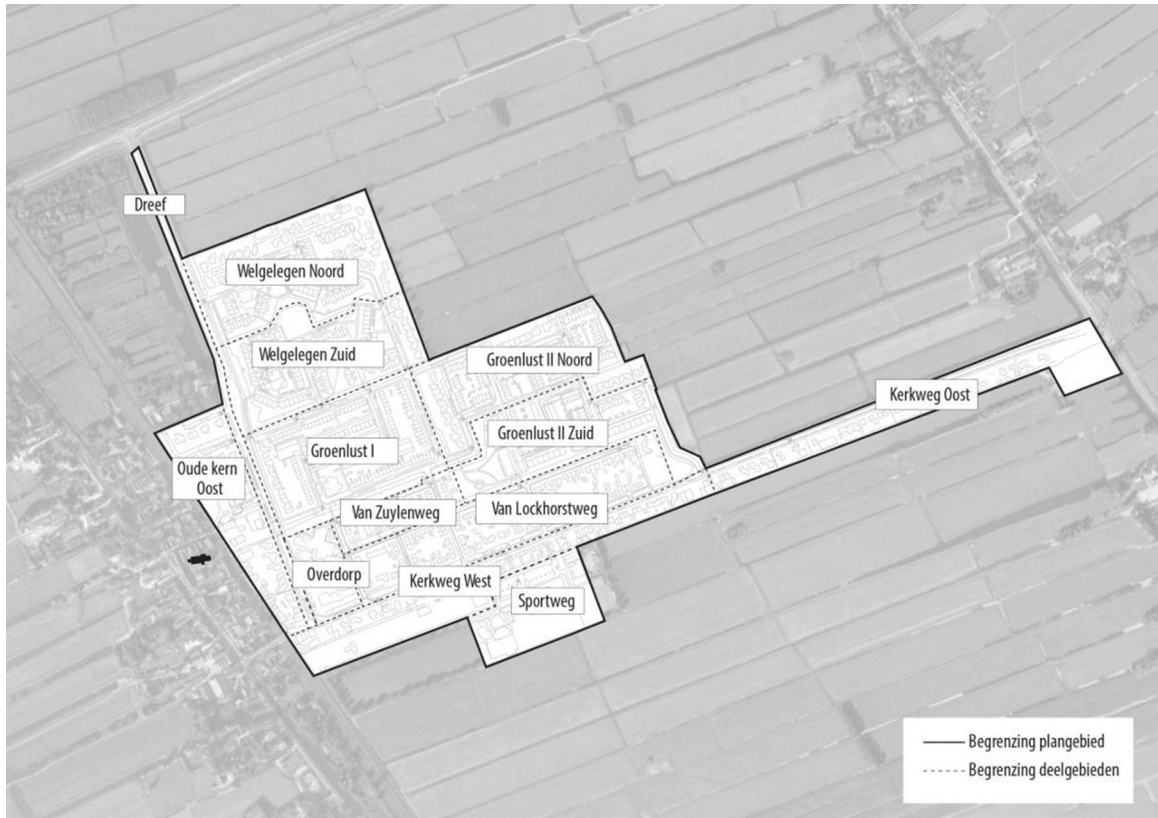 Dreef
Welgelegen Noord
Welgelegen Zuid
Groenlust II Noord
Kerkweg Oost
Groenlust II Zuid
Groenlust I
Oude kern
Oost
Van Zuylenweg
Van Lockhorstweg
Overdorp
Kerkweg West
Sportweg
Begrenzing plangebied
Begrenzing deelgebieden